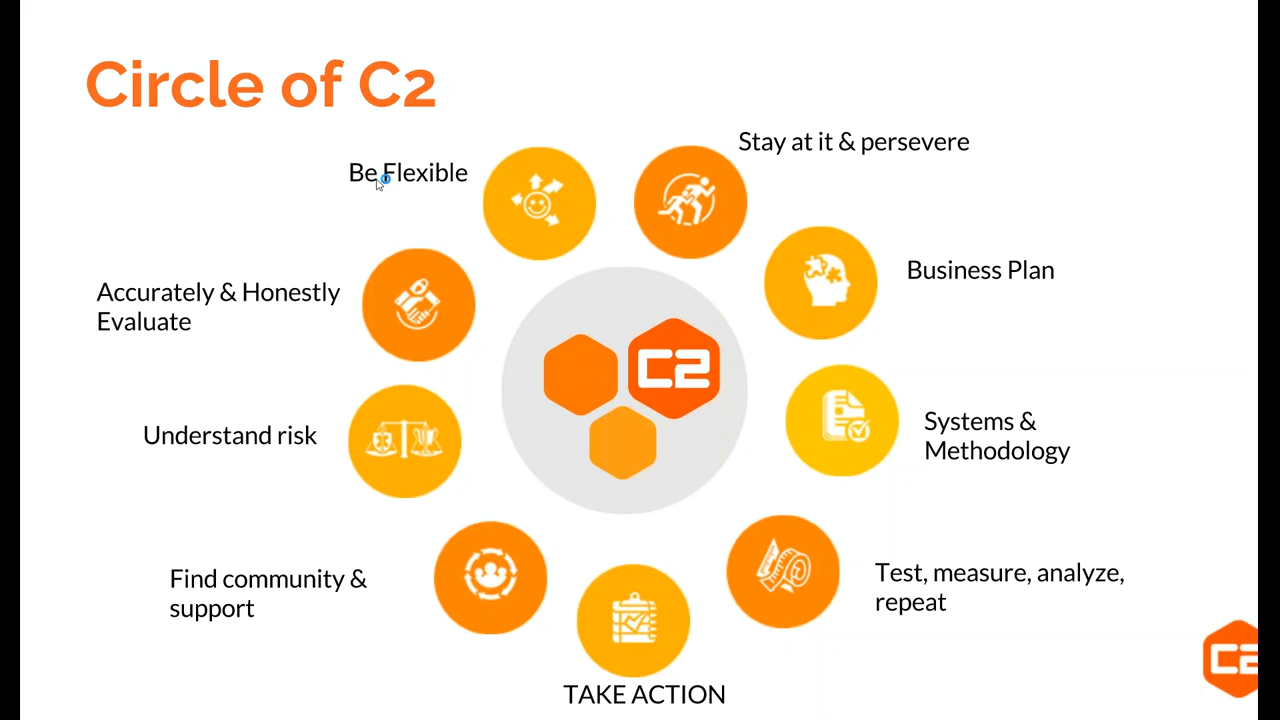 Circle of C2
Stay at it & persevere
Be Flexible
Business Plan
Accurately & Honestly
Evaluate
C2
Systems &
Methodology
Understand risk
Test, measure, analyze,
repeat
Find community &
support
C2
TAKE ACTION